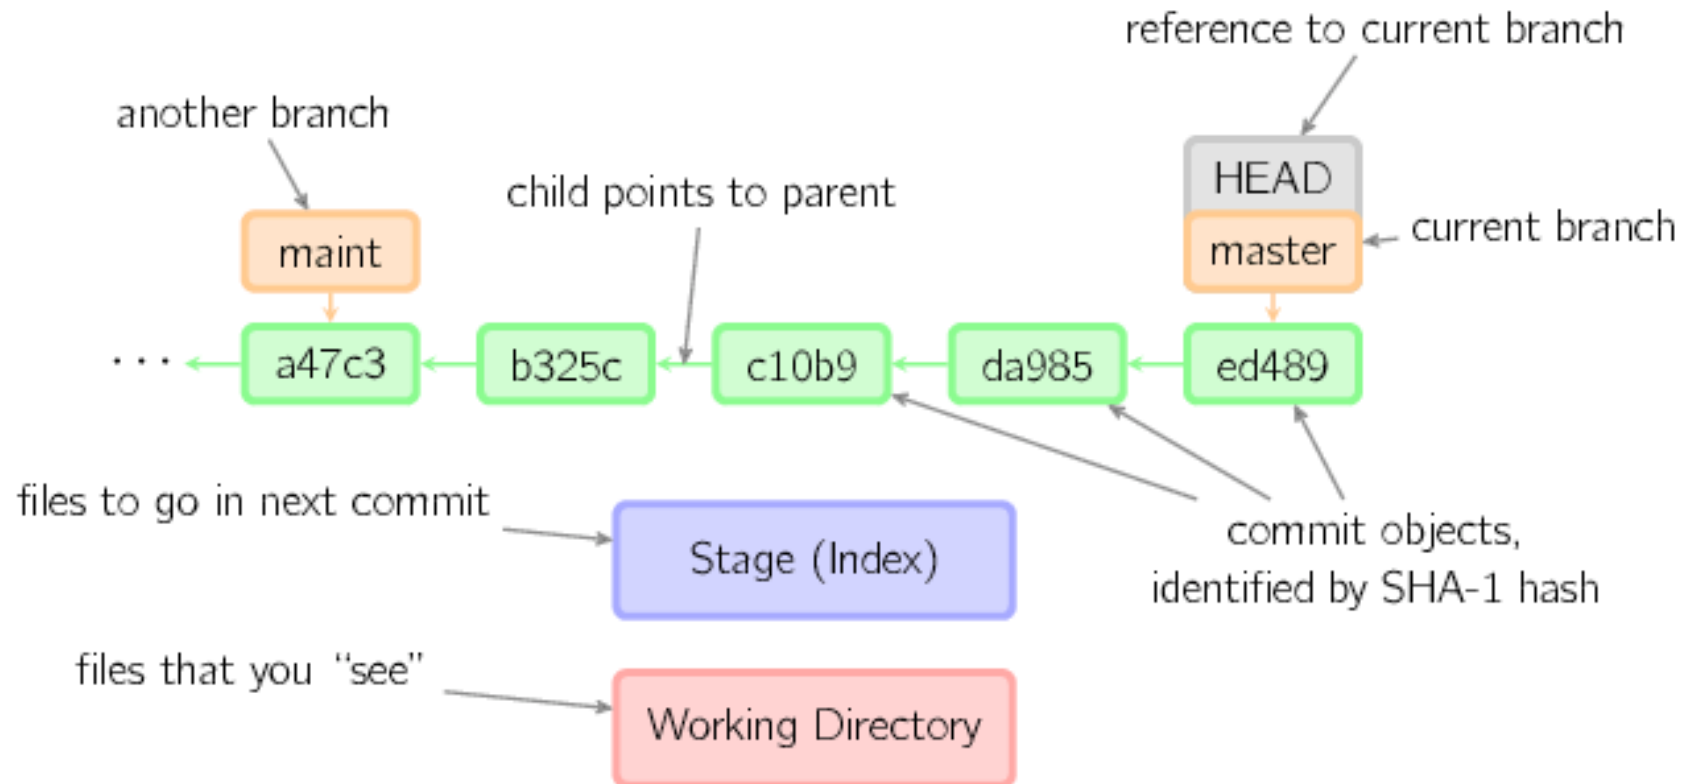 reference to current branch
another branch
HEAD
child points to parent
current branch
maint
master
... a47c3 b325c c10b9 da985 ed489
files to go in next commit
commit objects,
identified by SHA-1 hash
Stage (Index)
files that you “see”
Working Directory